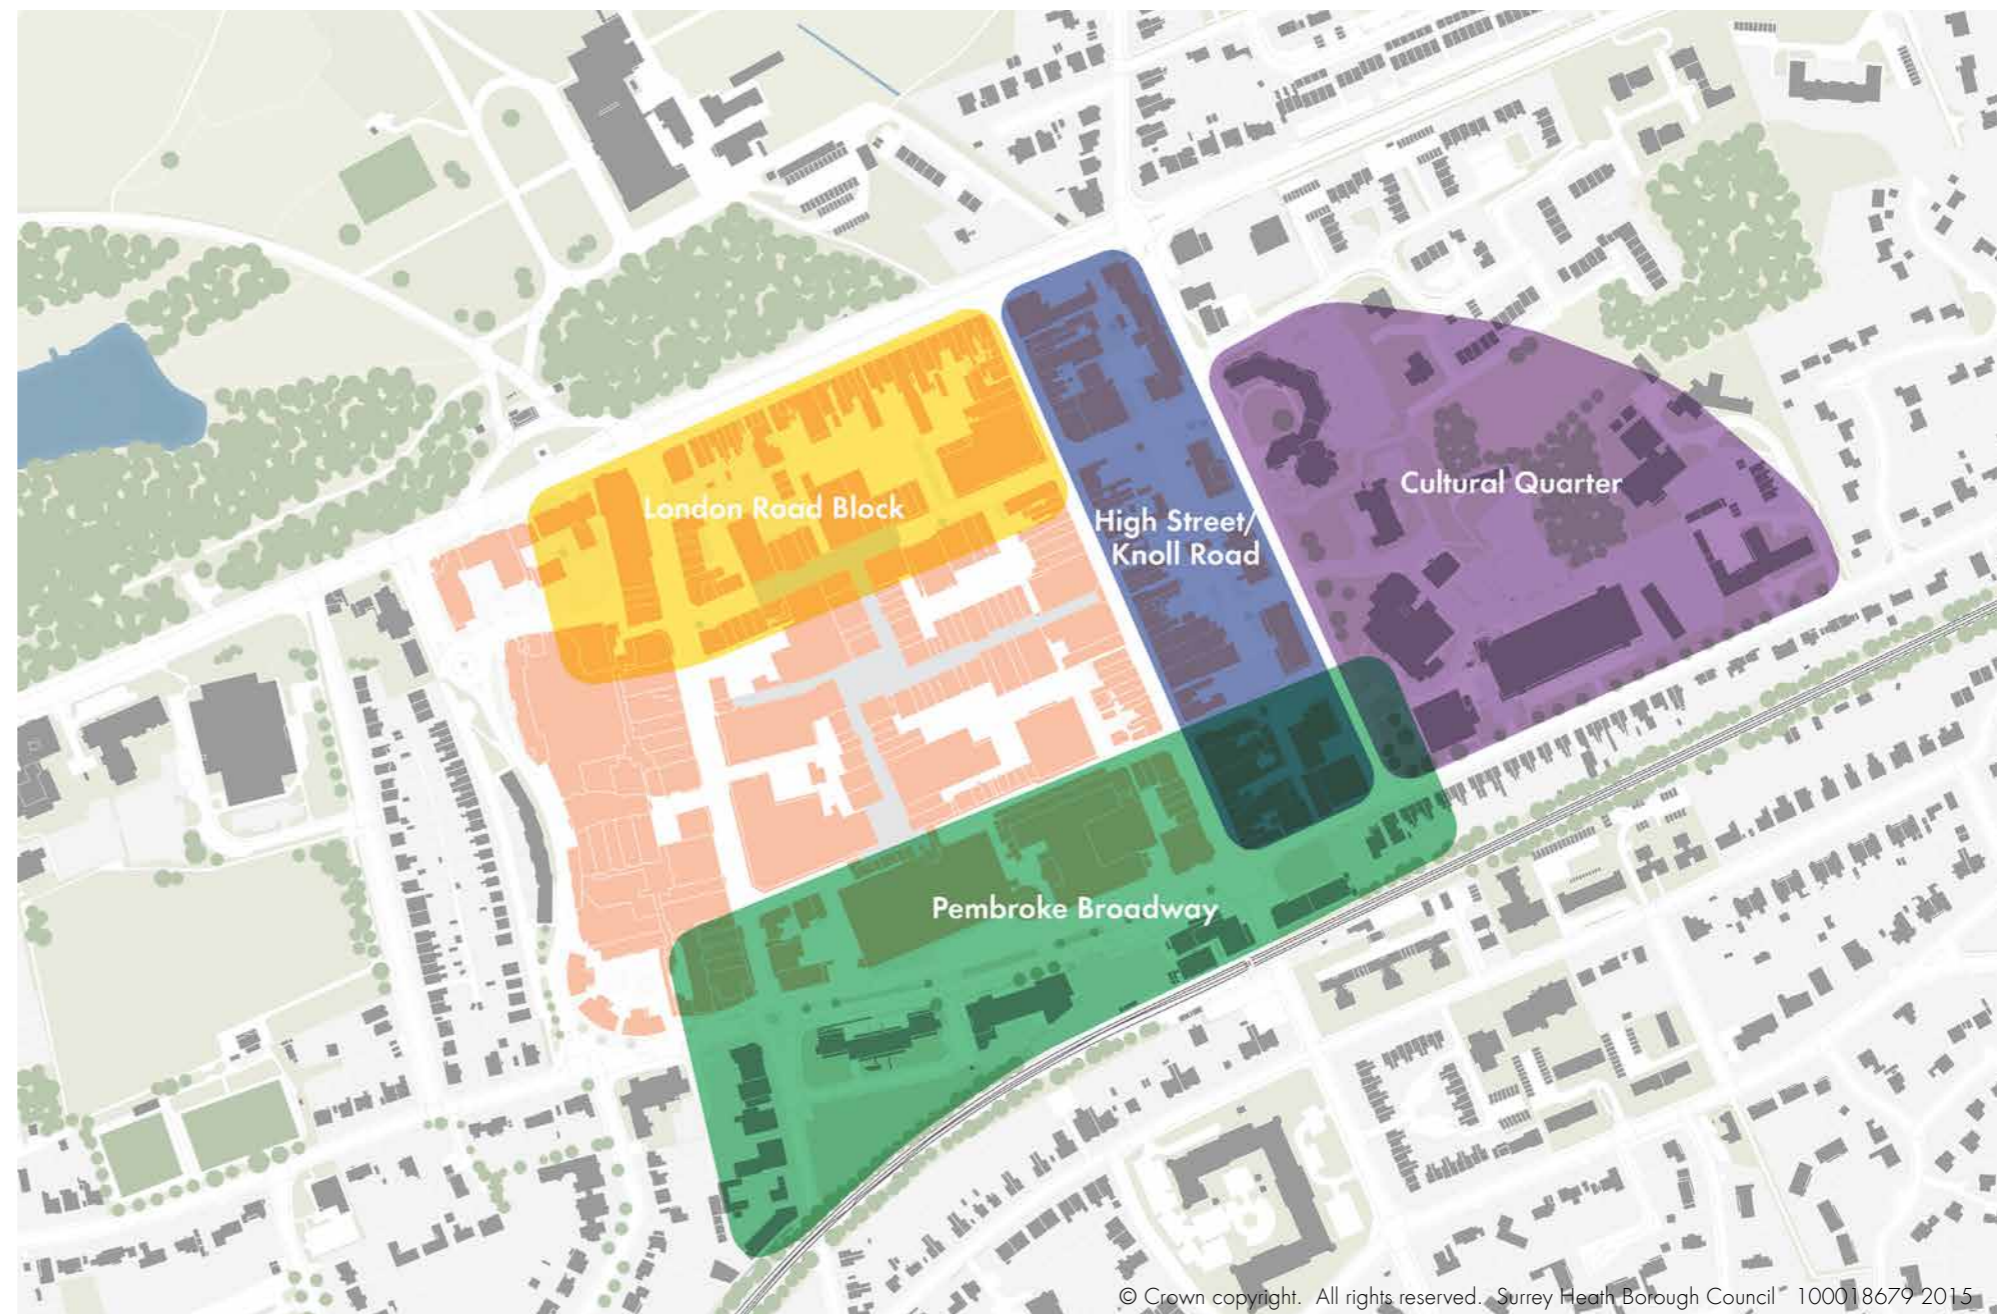 London Road Block
Cultural Quarter
High Street/
Knoll Road
Pembroke Broadway
© Crown copyright. All rights reserved. Surrey Heath Borough Council 100018679 2015